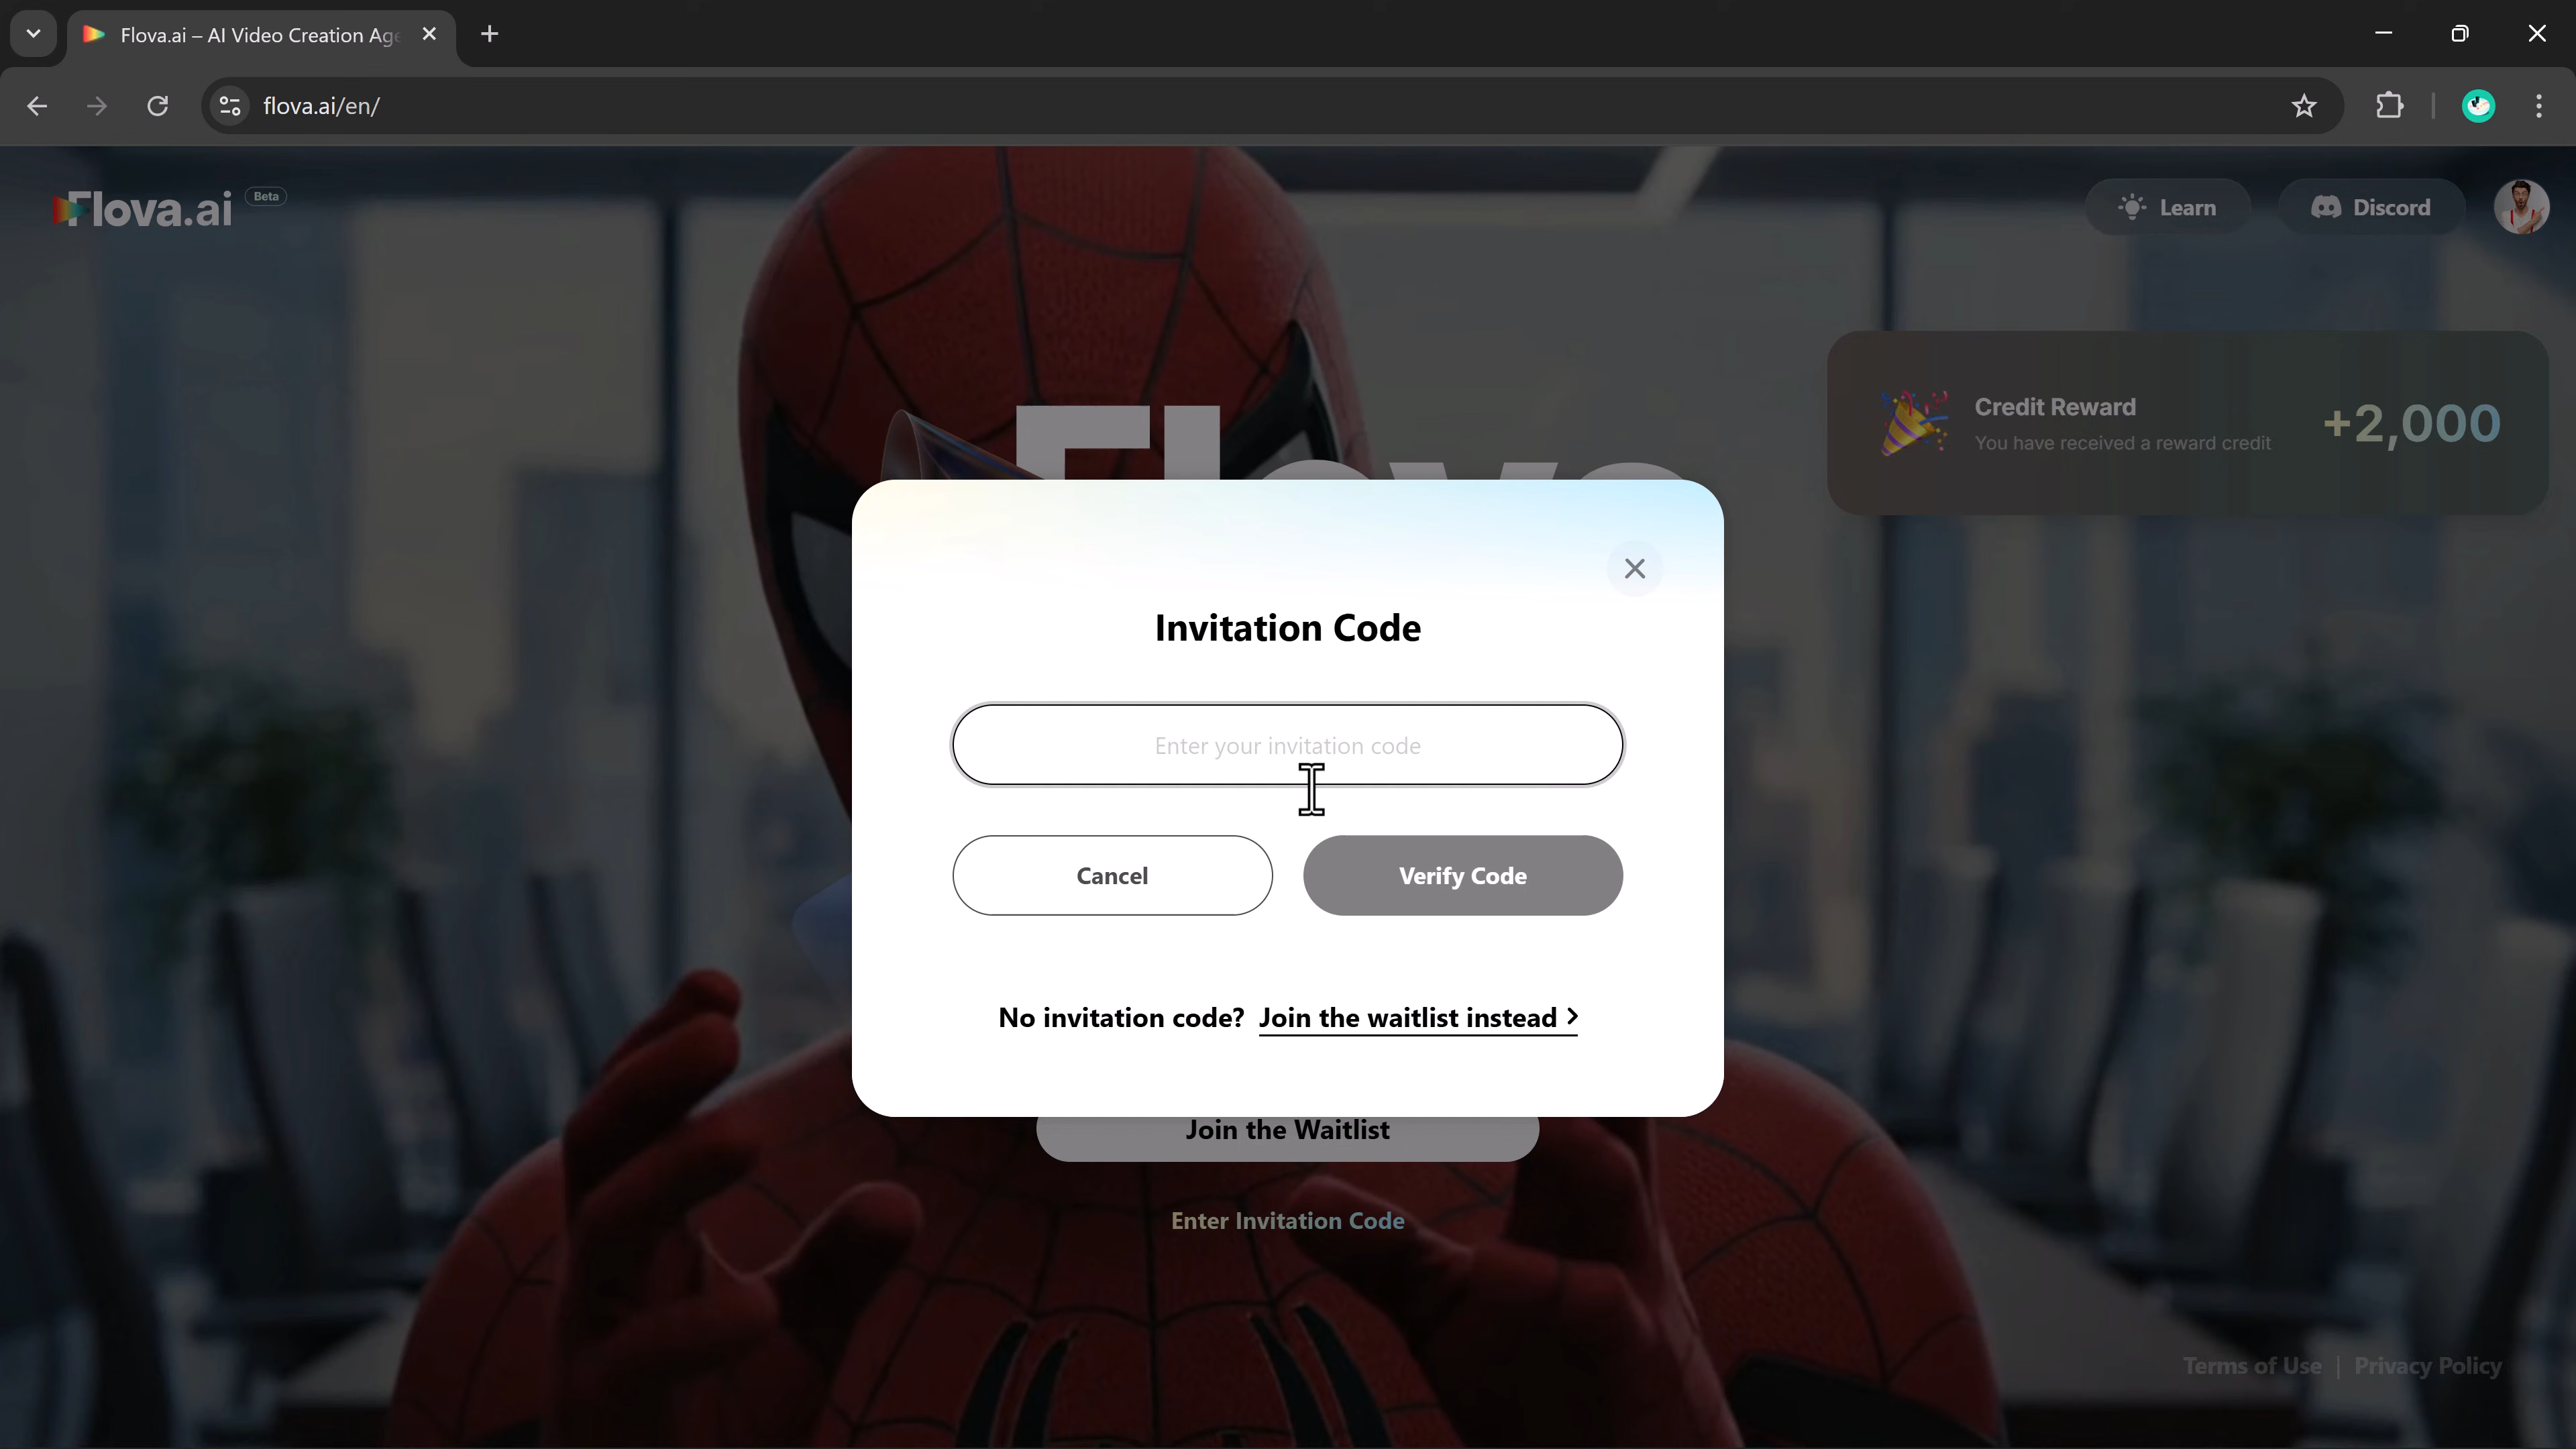 Flova.ai – AI Video Creation Age
flova.ai/en/
Flova.ai Beta
Learn
Discord
Credit Reward
You have received a reward credit
+2,000
Flova
Invitation Code
Enter your invitation code
Cancel
Verify Code
No invitation code? Join the waitlist instead >
Join the Waitlist
Enter Invitation Code
Terms of Use | Privacy Policy